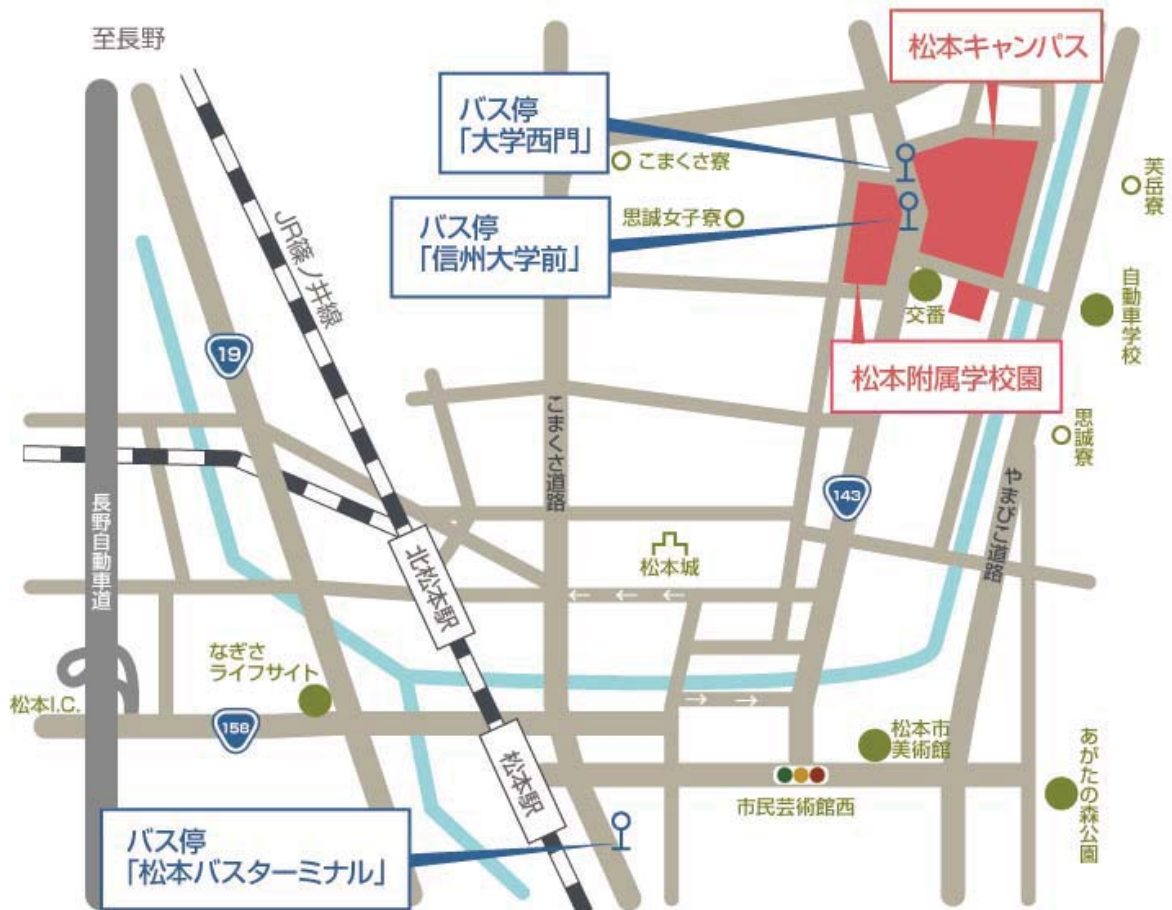 至長野
松本キャンパス
バス停
「大学西門」
こまくさ寮
芙岳寮
思誠女子寮
バス停
「信州大学前」
JR篠ノ井線
自動車学校
交番
19
松本附属学校園
こまくさ道路
思誠寮
長野自動車道
143
やまびこ道路
北松本駅
松本城
← ← ←
なぎさ
ライフサイト
松本I.C.
158
→ →
松本市
美術館
松本駅
あがたの森公園
市民芸術館西
バス停
「松本バスターミナル」